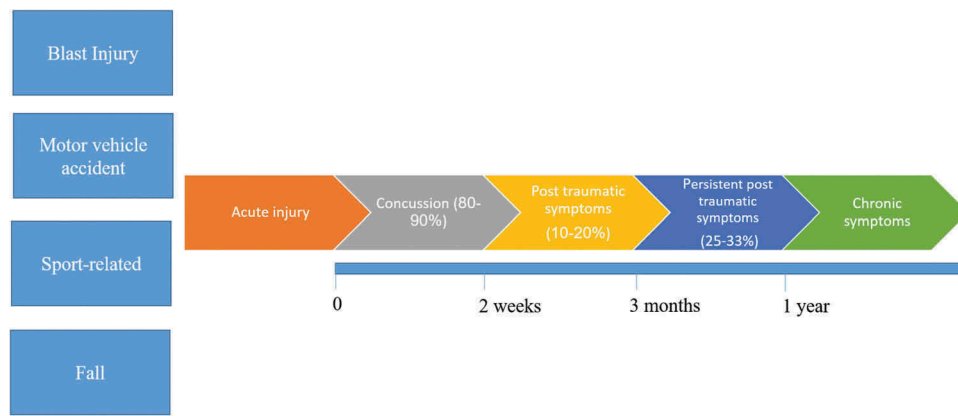 Blast Injury
Motor vehicle
accident
Sport-related
Fall
Acute injury
Concussion (80-
90%)
Post traumatic
symptoms
(10-20%)
Persistent post
traumatic
symptoms
(25-33%)
Chronic
symptoms
0
2 weeks
3 months
1 year